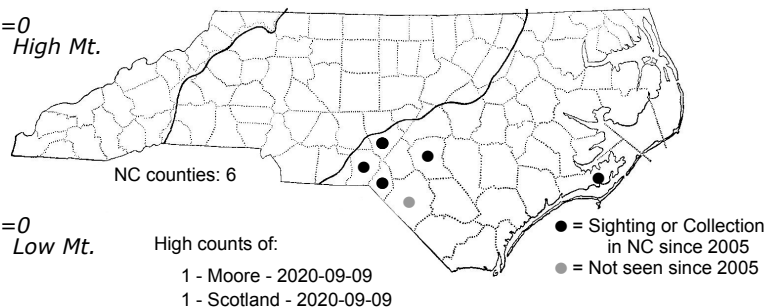 =0
High Mt.
NC counties: 6
=0
Low Mt.
High counts of:
1 - Moore - 2020-09-09
1 - Scotland - 2020-09-09
= Sighting or Collection
in NC since 2005
= Not seen since 2005